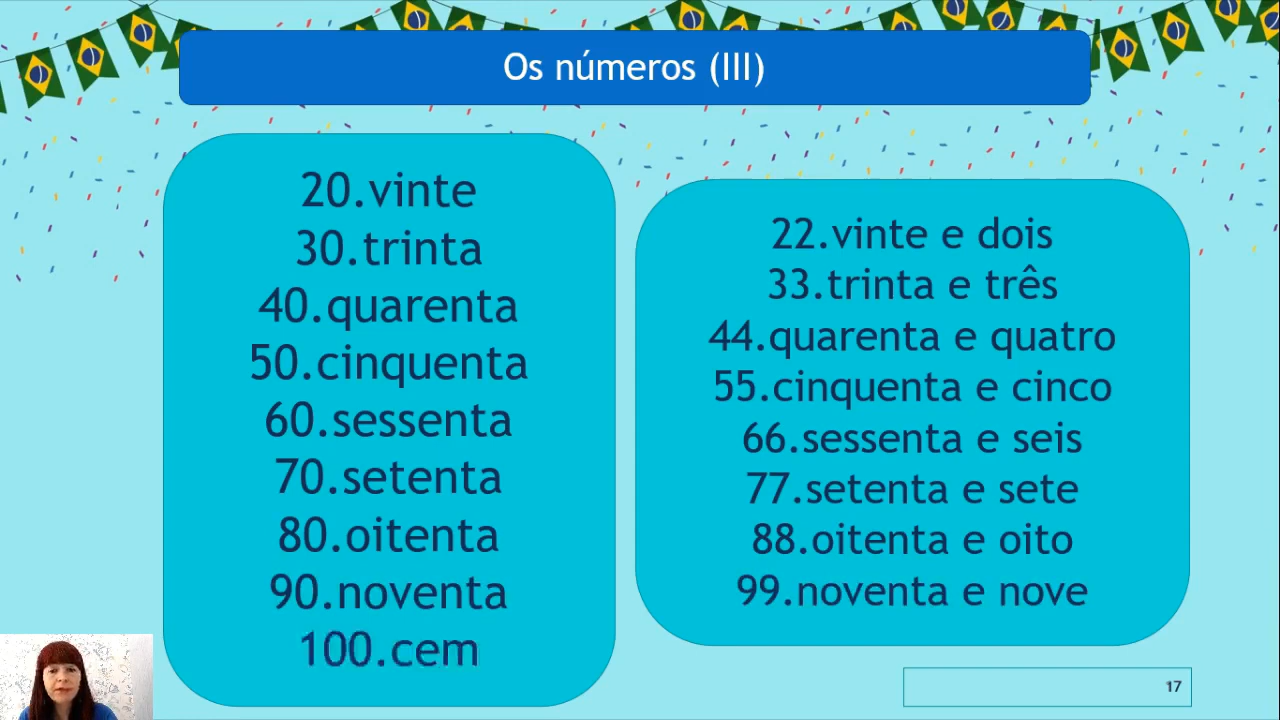 Os números (III)
20.vinte
30.trinta
40.quarenta
50.cinquenta
60.sessenta
70.setenta
80.oitenta
90.noventa
100.cem
22.vinte e dois
33.trinta e três
44.quarenta e quatro
55.cinquenta e cinco
66.sessenta e seis
77.setenta e sete
88.oitenta e oito
99.noventa e nove
17